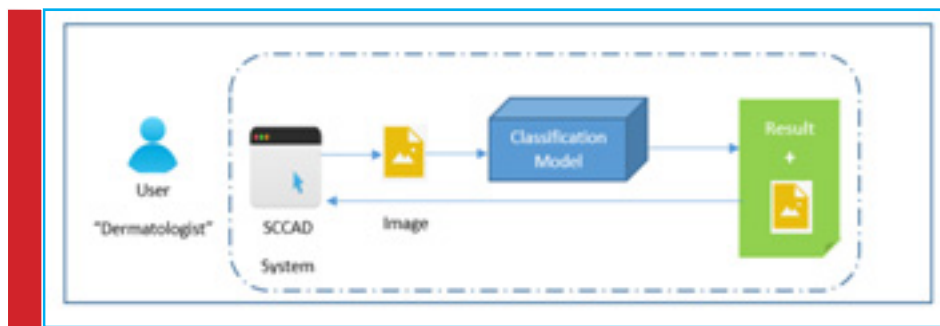 User
"Dermatologist"
SCCAD
System
Image
Classification
Model
Result
+